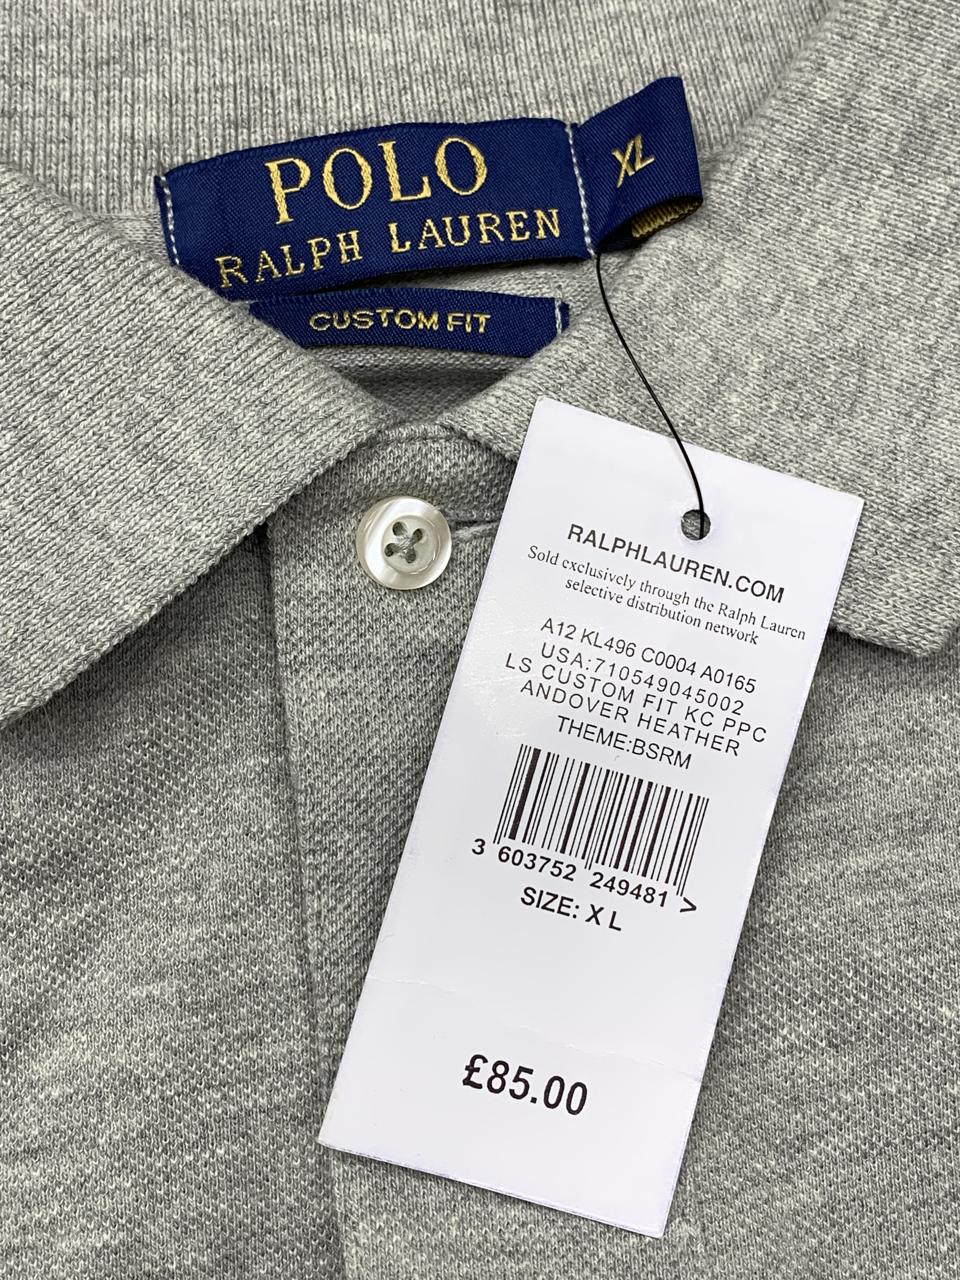 POLO
RALPH LAUREN
XL
CUSTOM FIT
RALPHLAUREN.COM
Sold exclusively through the Ralph Lauren
selective distribution network
A12 KL496 C0004 A0165
USA:710549045002
LS CUSTOM FIT KC PPC
ANDOVER HEATHER
THEME:BSRM
3 603752 249481 >
SIZE: X L
£85.00